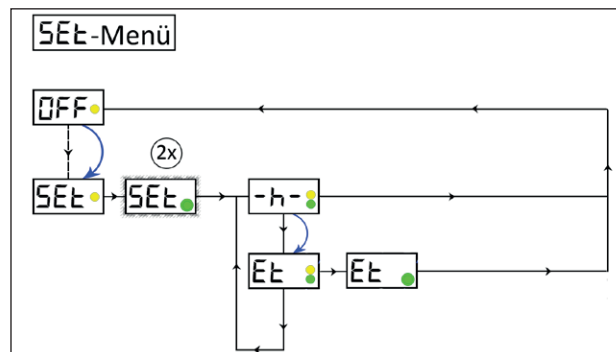 SEt-Menü
OFF
2x
SEt SEt -h-
Et Et